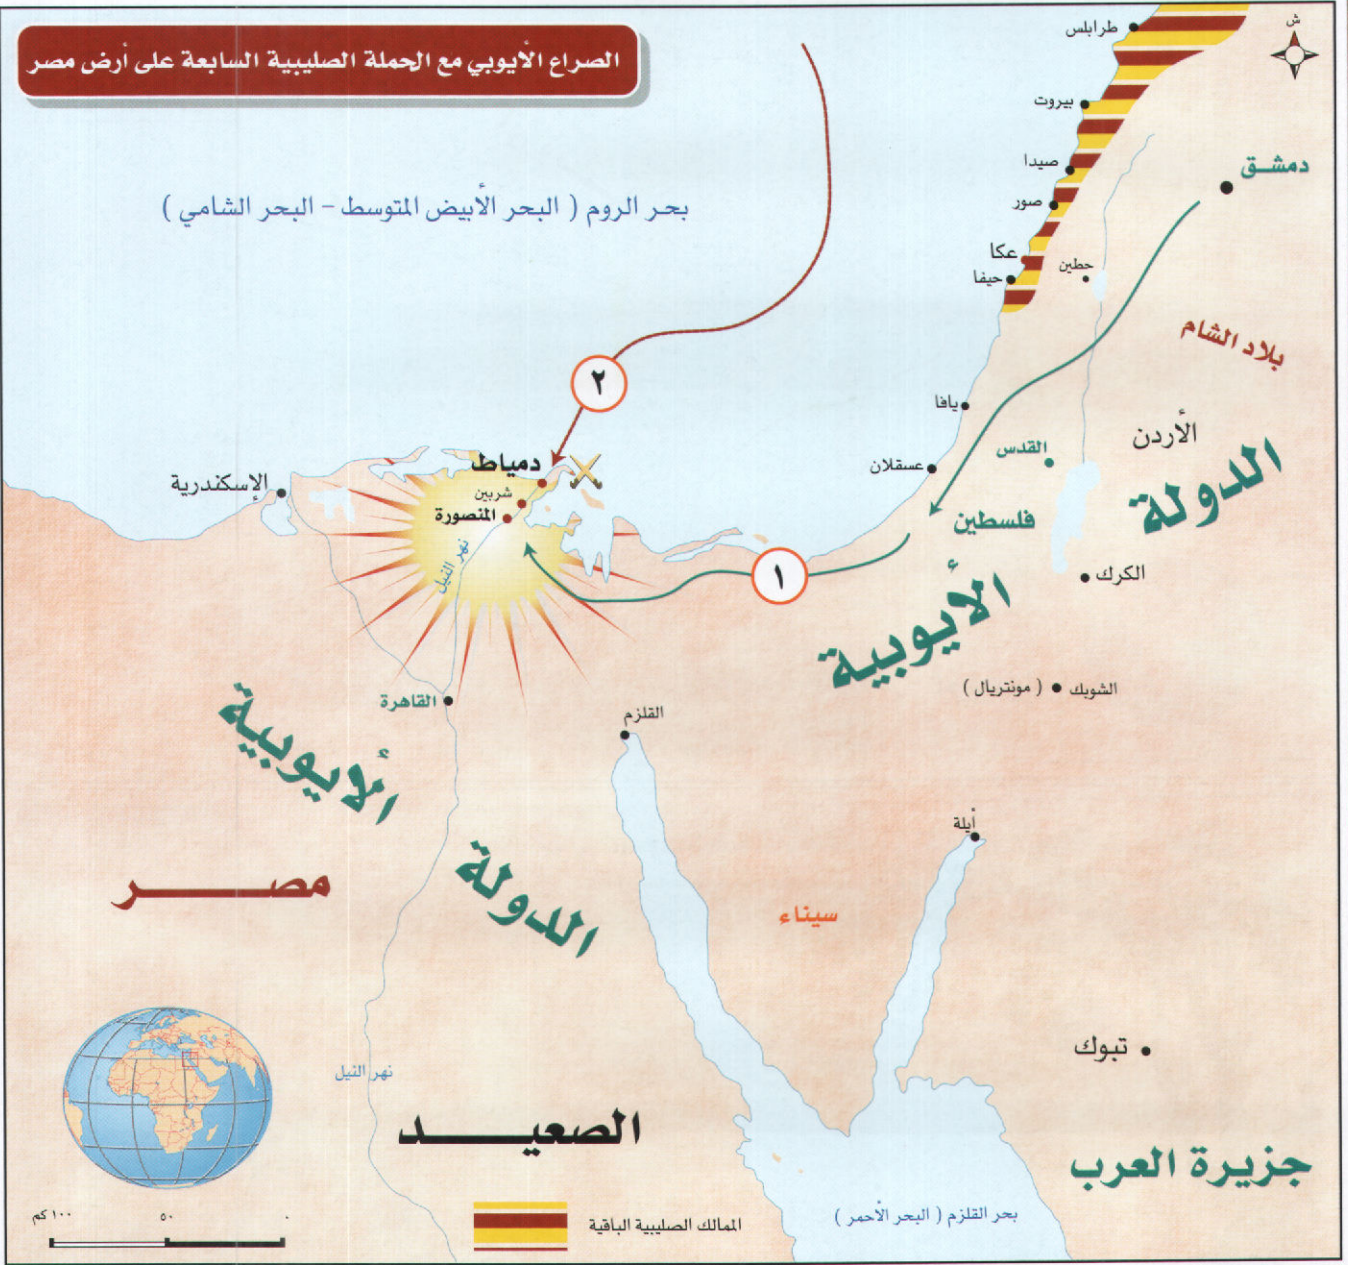 الصراع الأيوبي مع الحملة الصليبية السابعة على أرض مصر
ش
طرابلس
بيروت
صيدا
دمشــق
صور
بحر الروم ( البحر الأبيض المتوسط - البحر الشامي )
عكا
حطين
حيفا
بلاد الشام
٢
يافا
الأردن
القدس
عسقلان
دمياط
الإسكندرية
شربين
المنصورة
الدولة
فلسطين
نهر النيل
١
الكرك
الأيوبية
الشوبك
( مونتريال )
القاهرة
القلزم
الأيوبية
أيلة
الدولة
مصـــــر
سيناء
تبوك
نهر النيل
الصعيــــد
جزيرة العرب
بحر القلزم ( البحر الأحمر )
الممالك الصليبية الباقية
٠
٥٠
١٠٠ كم